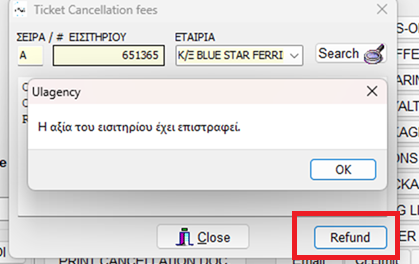 Ticket Cancellation fees
ΣΕΙΡΑ / # ΕΙΣΙΤΗΡΙΟΥ
ΕΤΑΙΡΙΑ
A
651365
Κ/Ξ BLUE STAR FERRI
Search
Ulagency
Η αξία του εισιτηρίου έχει επιστραφεί.
OK
Close
Refund
PRINT CANCELLATION DOC
Email